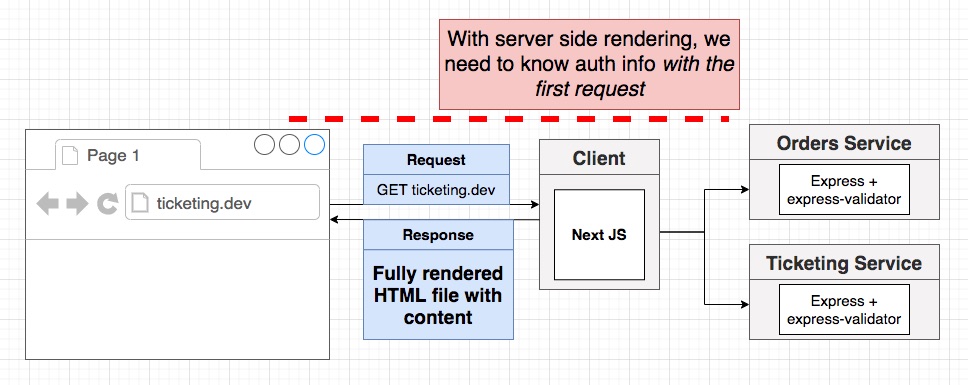 With server side rendering, we
need to know auth info with the
first request
Page 1
ticketing.dev
Request
GET ticketing.dev
Response
Fully rendered
HTML file with
content
Client
Next JS
Orders Service
Express +
express-validator
Ticketing Service
Express +
express-validator